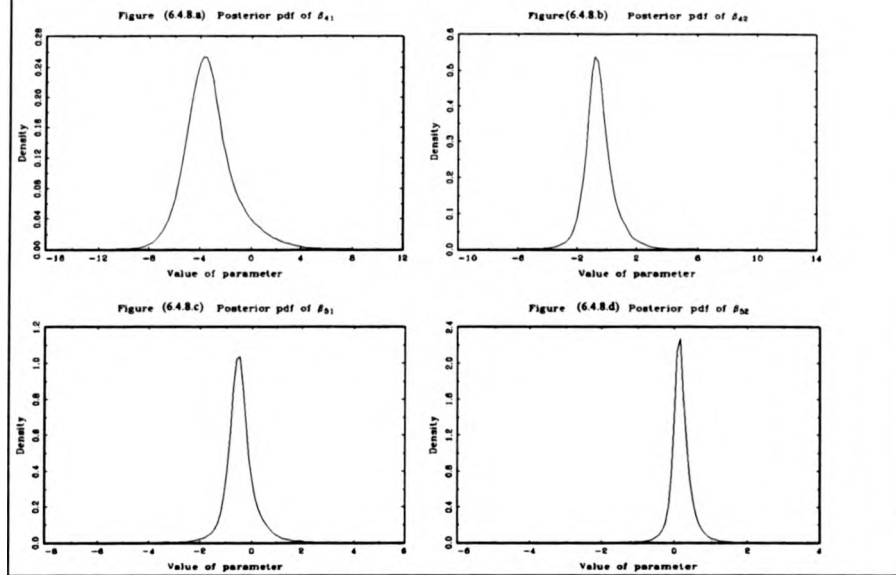 Figure (6.4.8.a) Posterior pdf of β₄₁
Density
0.28
0.24
0.20
0.16
0.12
0.08
0.04
0.00
-16 -12 -8 -4 0 4 8 12
Value of parameter
Figure(6.4.8.b) Posterior pdf of β₄₂
Density
0.6
0.5
0.4
0.3
0.2
0.1
0.0
-10 -6 -2 2 6 10 14
Value of parameter
Figure (6.4.8.c) Posterior pdf of β₅₁
Density
1.2
1.0
0.8
0.6
0.4
0.2
0.0
-8 -6 -4 -2 0 2 4 6
Value of parameter
Figure (6.4.8.d) Posterior pdf of β₅₂
Density
2.4
2.0
1.6
1.2
0.8
0.4
0.0
-6 -4 -2 0 2 4
Value of parameter